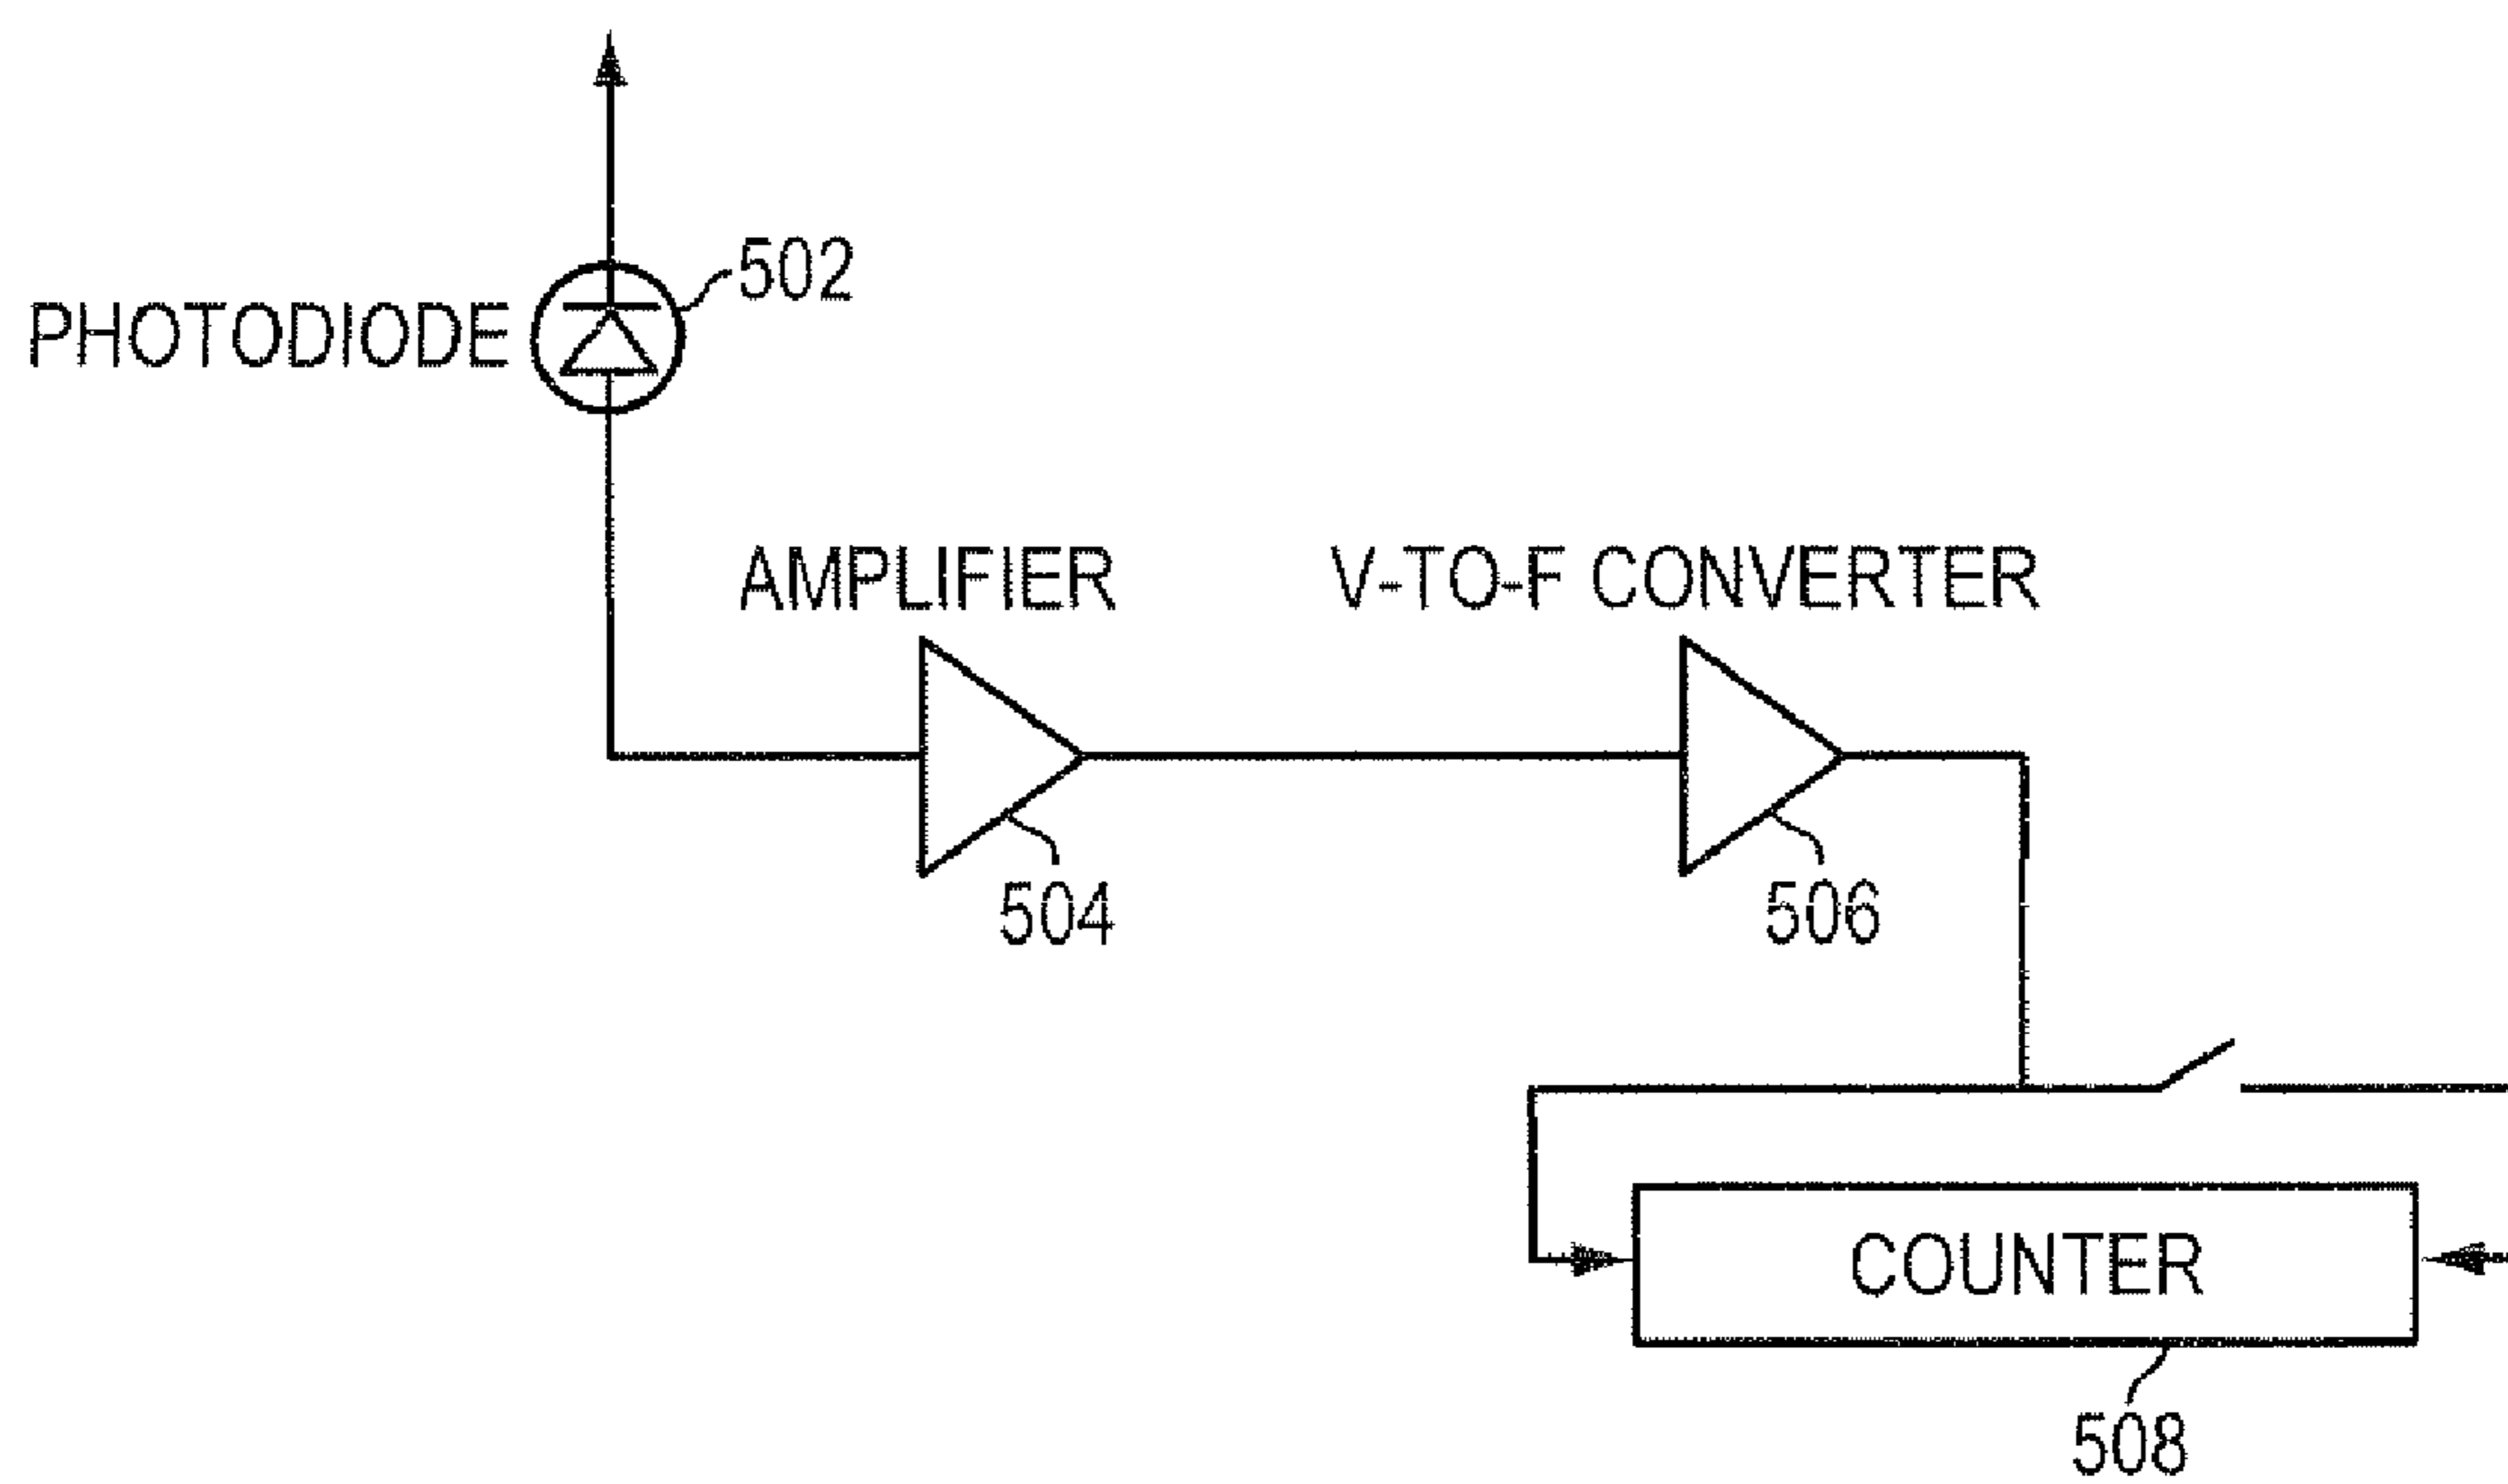 502
PHOTODIODE
AMPLIFIER
V-TO-F CONVERTER
504
506
COUNTER
508